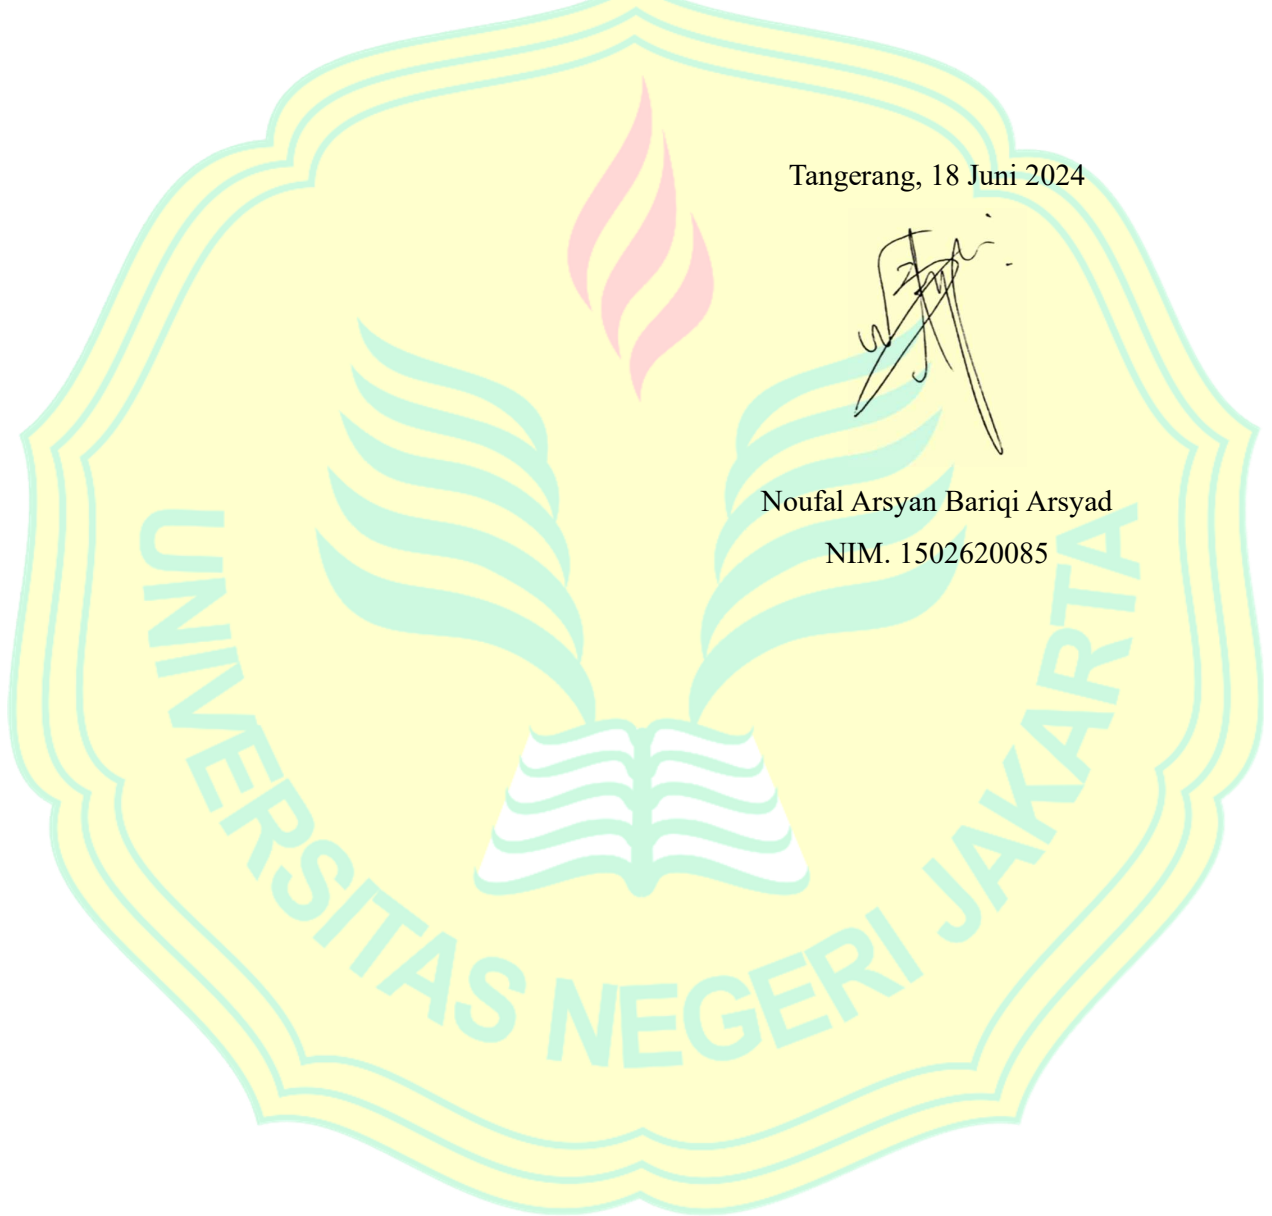 Tangerang, 18 Juni 2024
Noufal Arsyan Bariqi Arsyad
NIM. 1502620085
UNIVERSITAS NEGERI JAKARTA